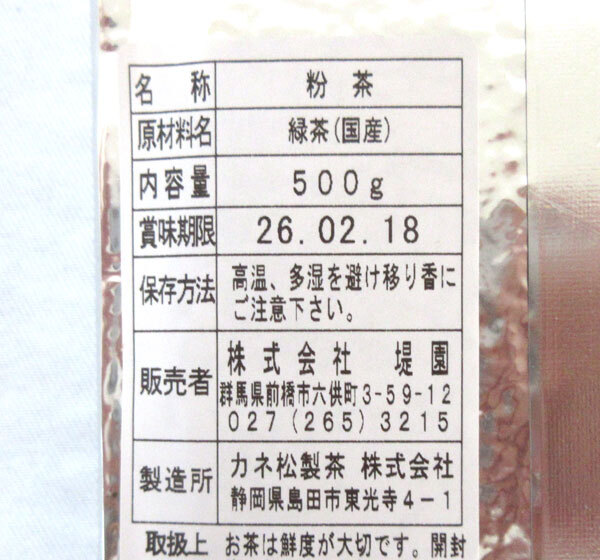 名称 粉茶
原材料名 緑茶(国産)
内容量 500g
賞味期限 26.02.18
保存方法 高温、多湿を避け移り香に
ご注意下さい。
販売者 株式会社 堤園
群馬県前橋市六供町3-59-12
027(265)3215
製造所 カネ松製茶 株式会社
静岡県島田市東光寺4-1
取扱上 お茶は鮮度が大切です。開封